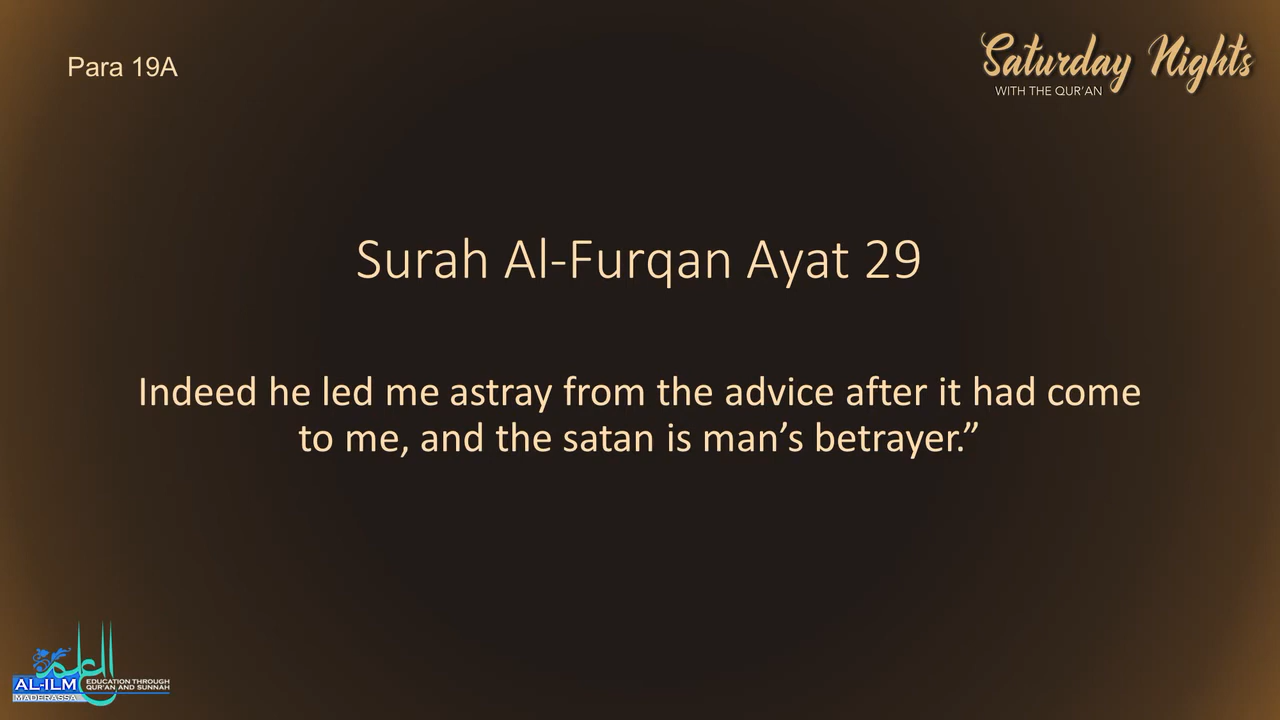 Para 19A
Saturday Nights
WITH THE QUR'AN
Surah Al-Furqan Ayat 29
Indeed he led me astray from the advice after it had come
to me, and the satan is man’s betrayer.”
العلم
AL-ILM
MADERASSA
EDUCATION THROUGH
QUR'AN AND SUNNAH